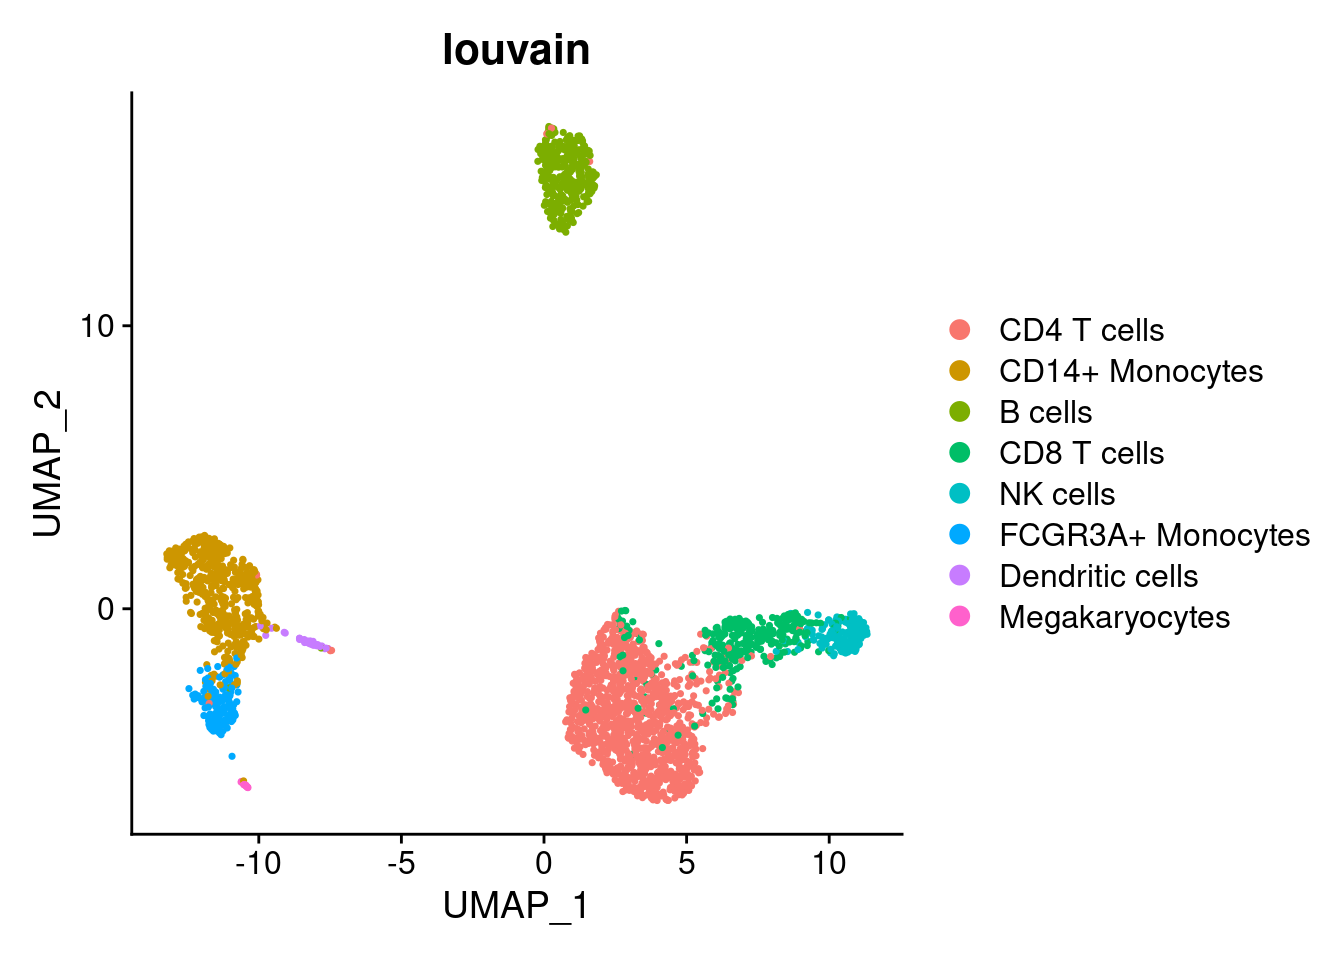 louvain
10
0
UMAP_2
-10
-5
0
5
10
UMAP_1
CD4 T cells
CD14+ Monocytes
B cells
CD8 T cells
NK cells
FCGR3A+ Monocytes
Dendritic cells
Megakaryocytes